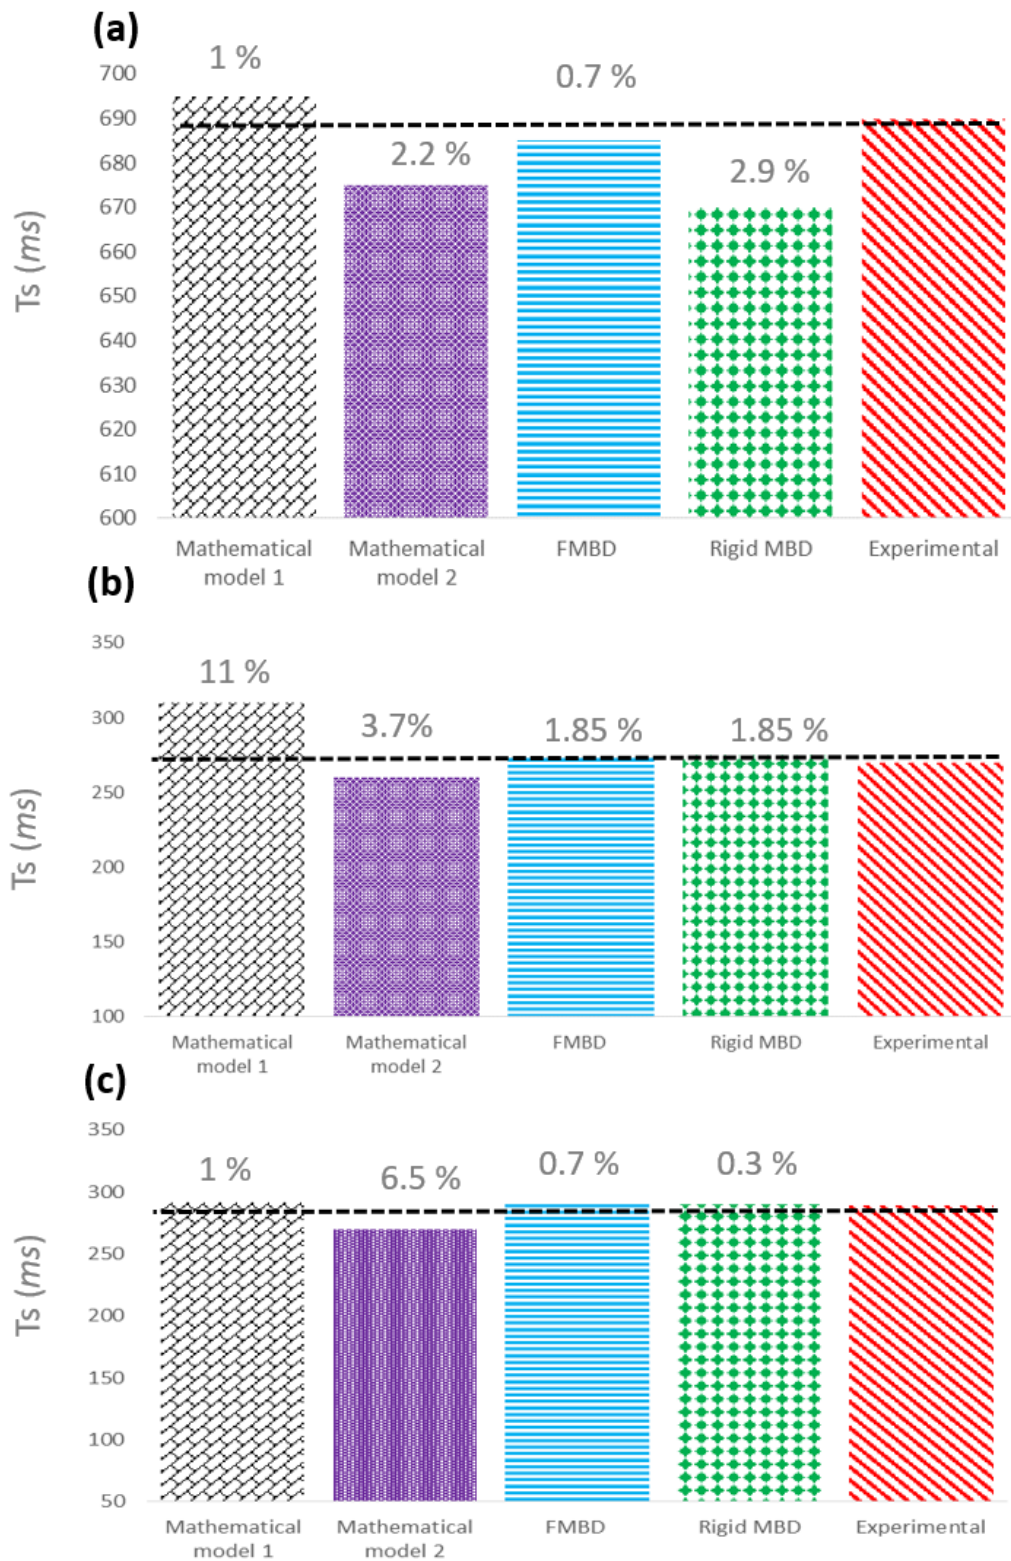 (a)
1 %
0.7 %
700
690
2.2 %
680
2.9 %
670
660
Ts (ms)
650
640
630
620
610
600
Mathematical
model 1
Mathematical
model 2
FMBD
Rigid MBD
Experimental
(b)
350
11 %
300
3.7%
1.85 %
1.85 %
250
Ts (ms)
200
150
100
Mathematical
model 1
Mathematical
model 2
FMBD
Rigid MBD
Experimental
(c)
350
1 %
6.5 %
0.7 %
0.3 %
300
250
Ts (ms)
200
150
100
50
Mathematical
model 1
Mathematical
model 2
FMBD
Rigid MBD
Experimental